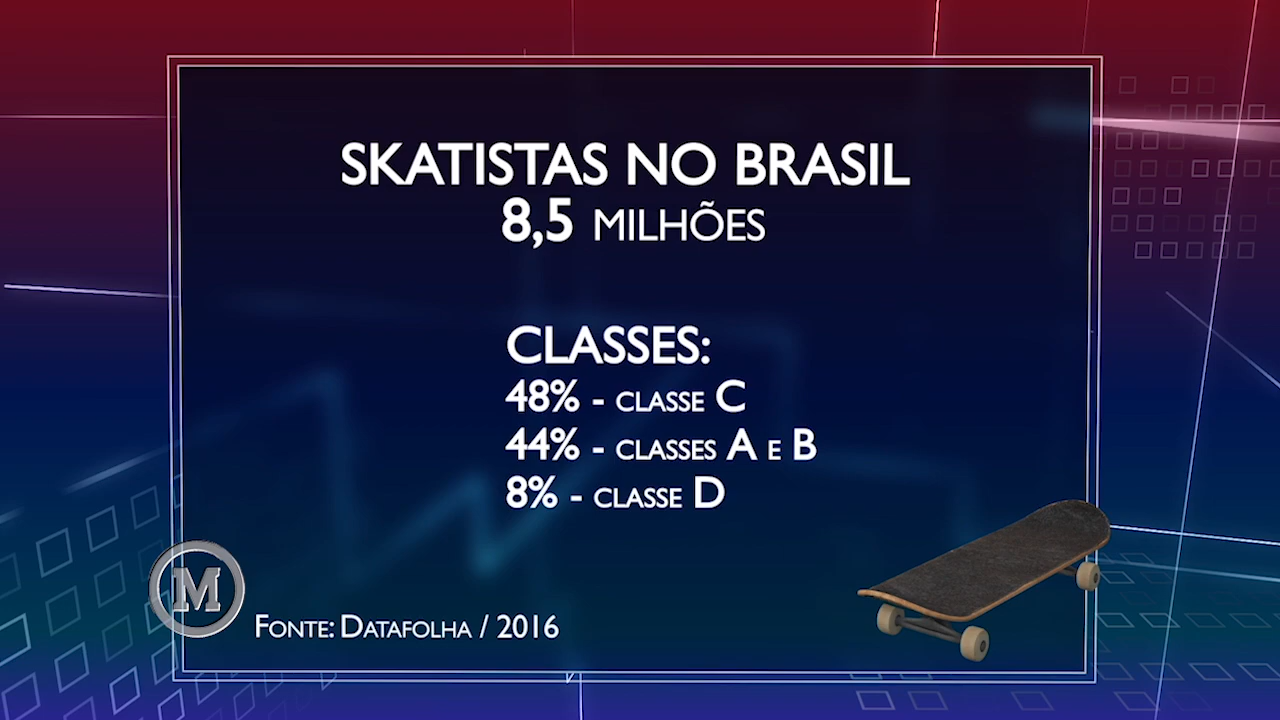 SKATISTAS NO BRASIL
8,5 MILHÕES
CLASSES:
48% - CLASSE C
44% - CLASSES A E B
8% - CLASSE D
M
FONTE: DATAFOLHA / 2016